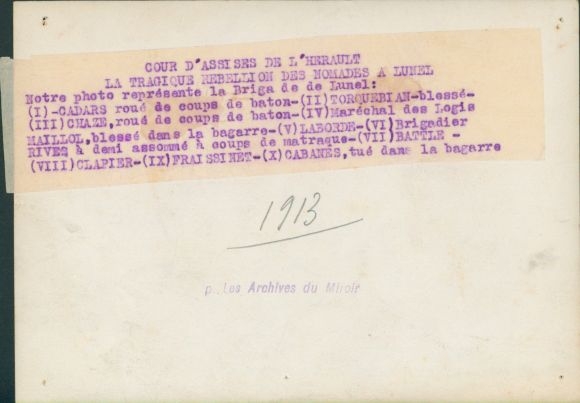 COUR D'ASSISES DE L'HERAULT
LA TRAGIQUE REBELLION DES NOMADES A LUNEL
Notre photo représente la Briga de de Lunel:
(I)-CADARS roué de coups de baton-(II)TORQUEBIAN-blessé-
(III)CHAZE,roué de coups de baton-(IV)Maréchal des Logis
MAILLOL,blessé dans la bagarre-(V)LABORDE-(VI)Brigadier
RIVES à demi assommé à coups de matraque-(VII)BATTLE -
(VIII)CLAPIER-(IX)FRAISSINET-(X)CABANES,tué dans la bagarre
1913
p. Les Archives du Miroir